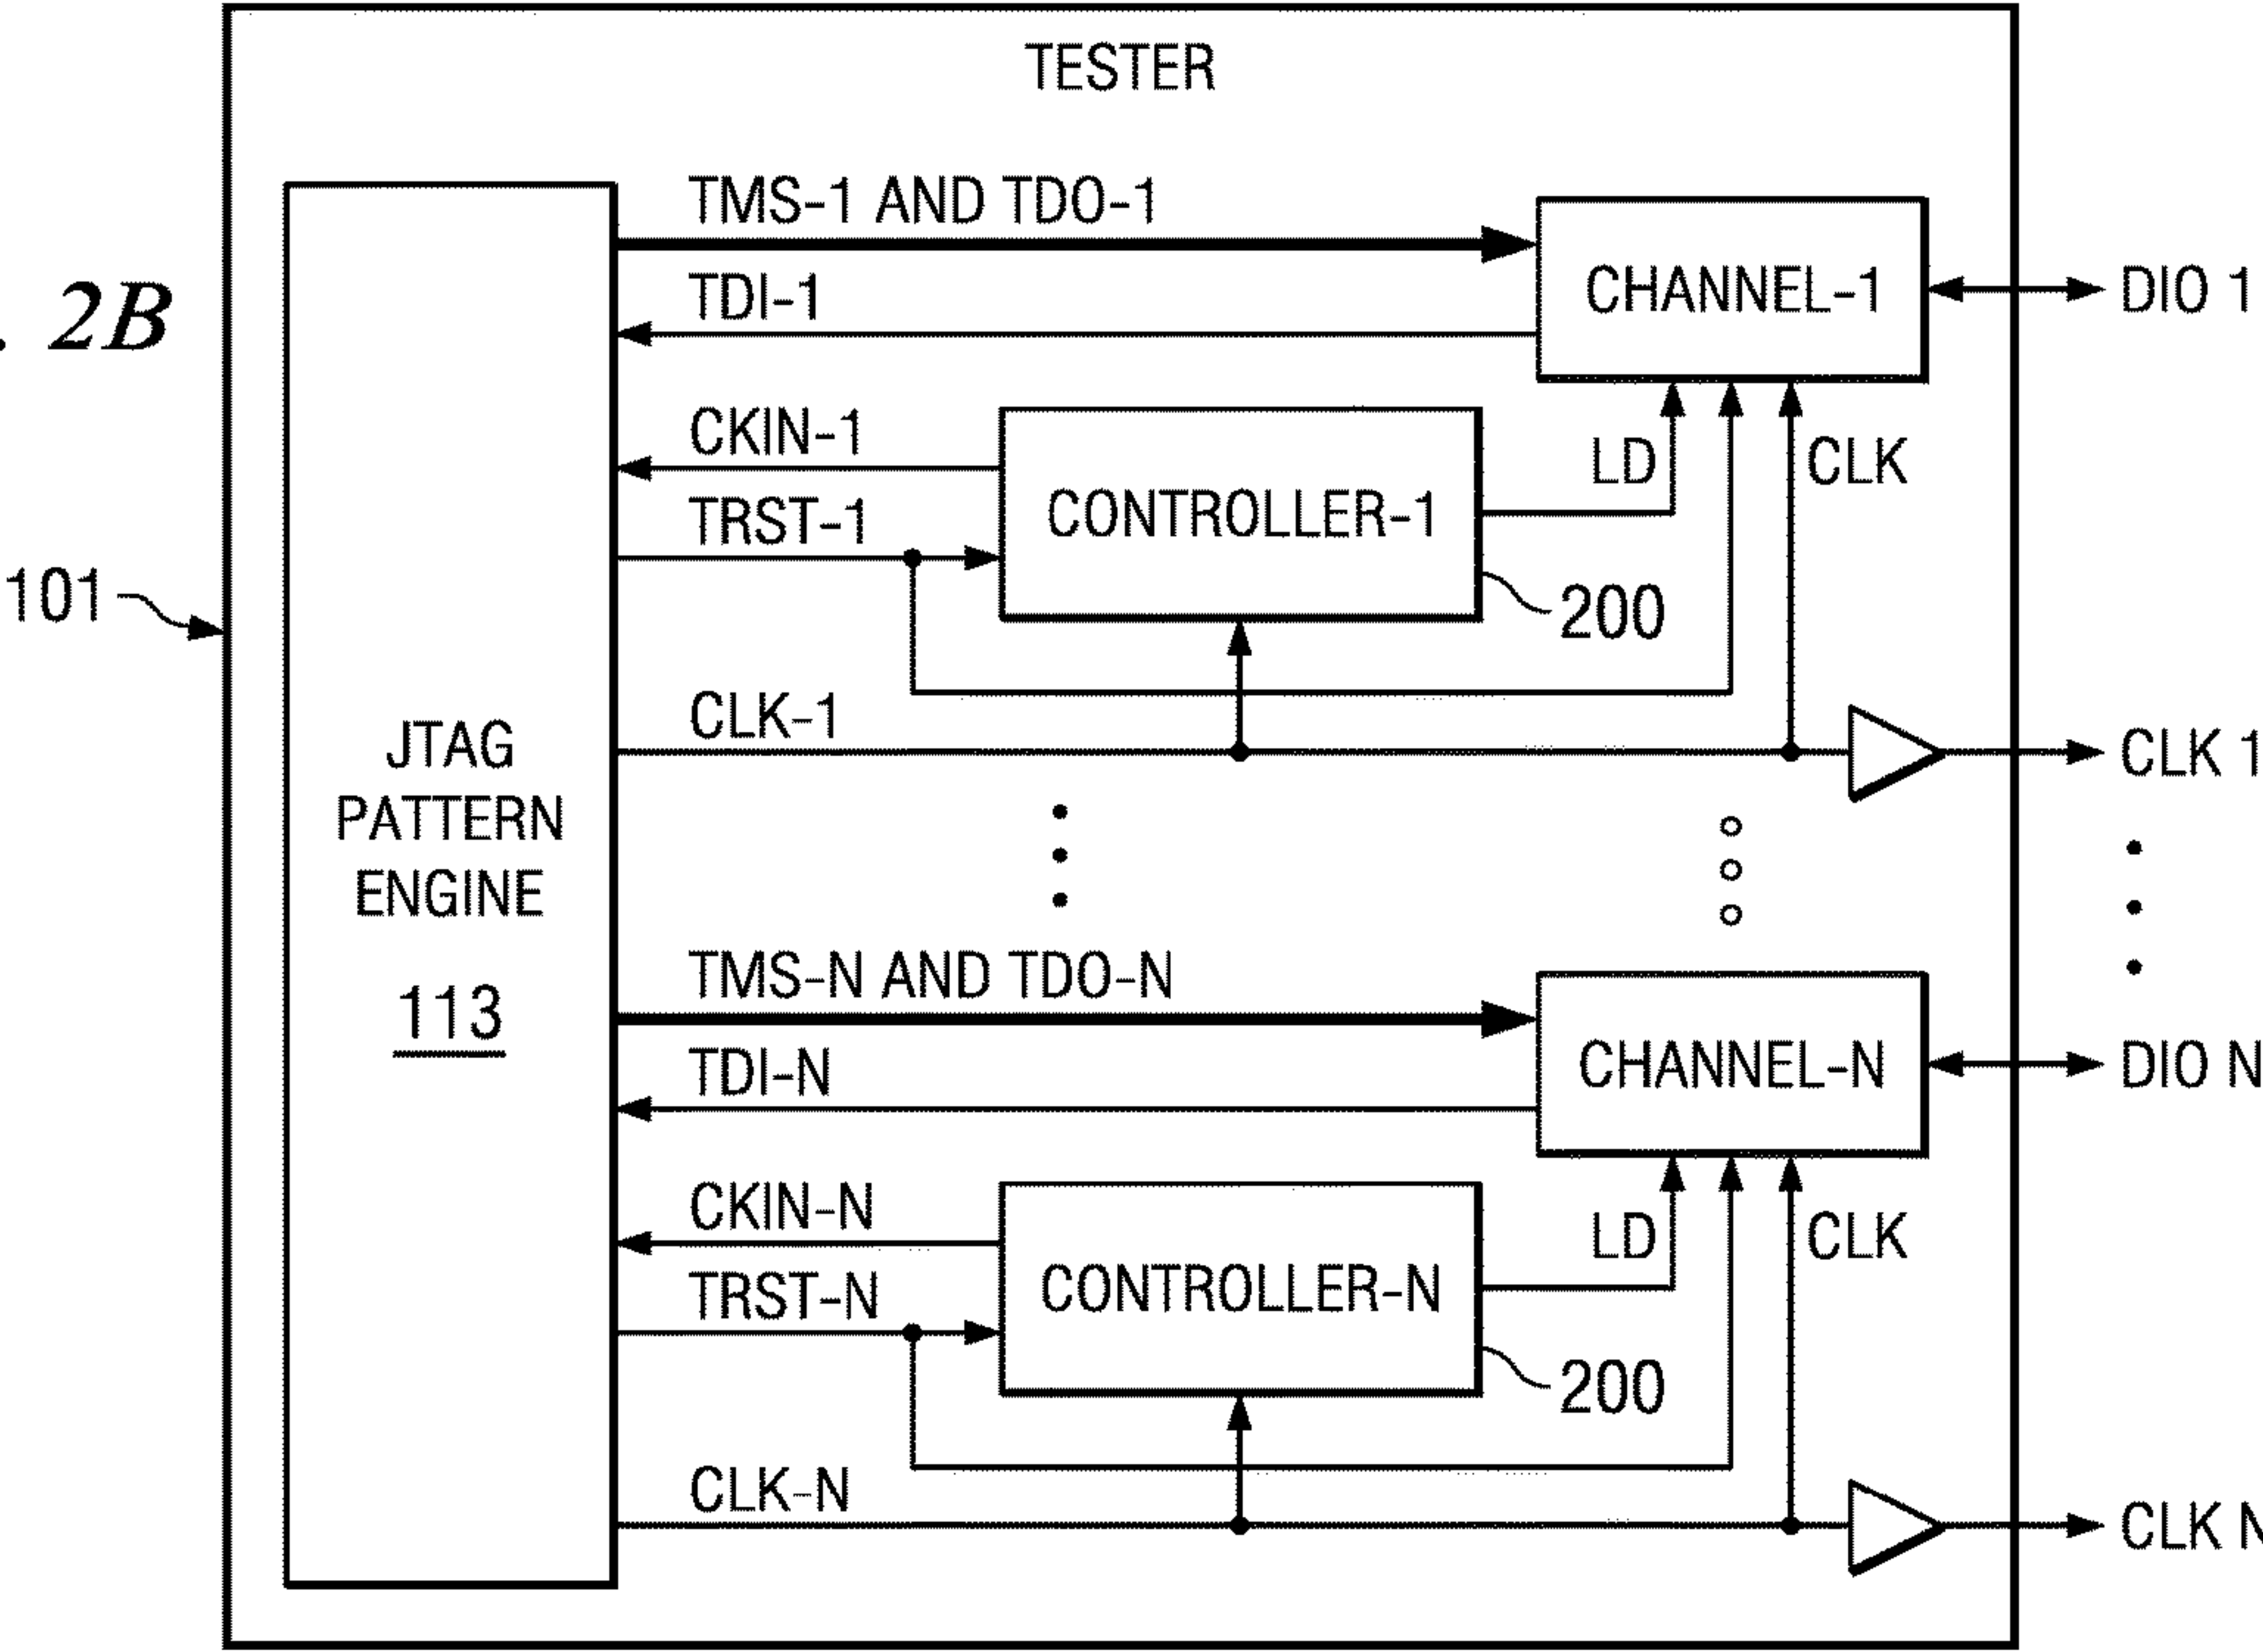 TESTER
TMS-1 AND TDO-1
TDI-1
CHANNEL-1
DIO 1
. 2B
CKIN-1
LD
CLK
TRST-1
CONTROLLER-1
101
200
CLK-1
JTAG
PATTERN
ENGINE
113
CLK 1
TMS-N AND TDO-N
TDI-N
CHANNEL-N
DIO N
CKIN-N
LD
CLK
TRST-N
CONTROLLER-N
200
CLK-N
CLK N